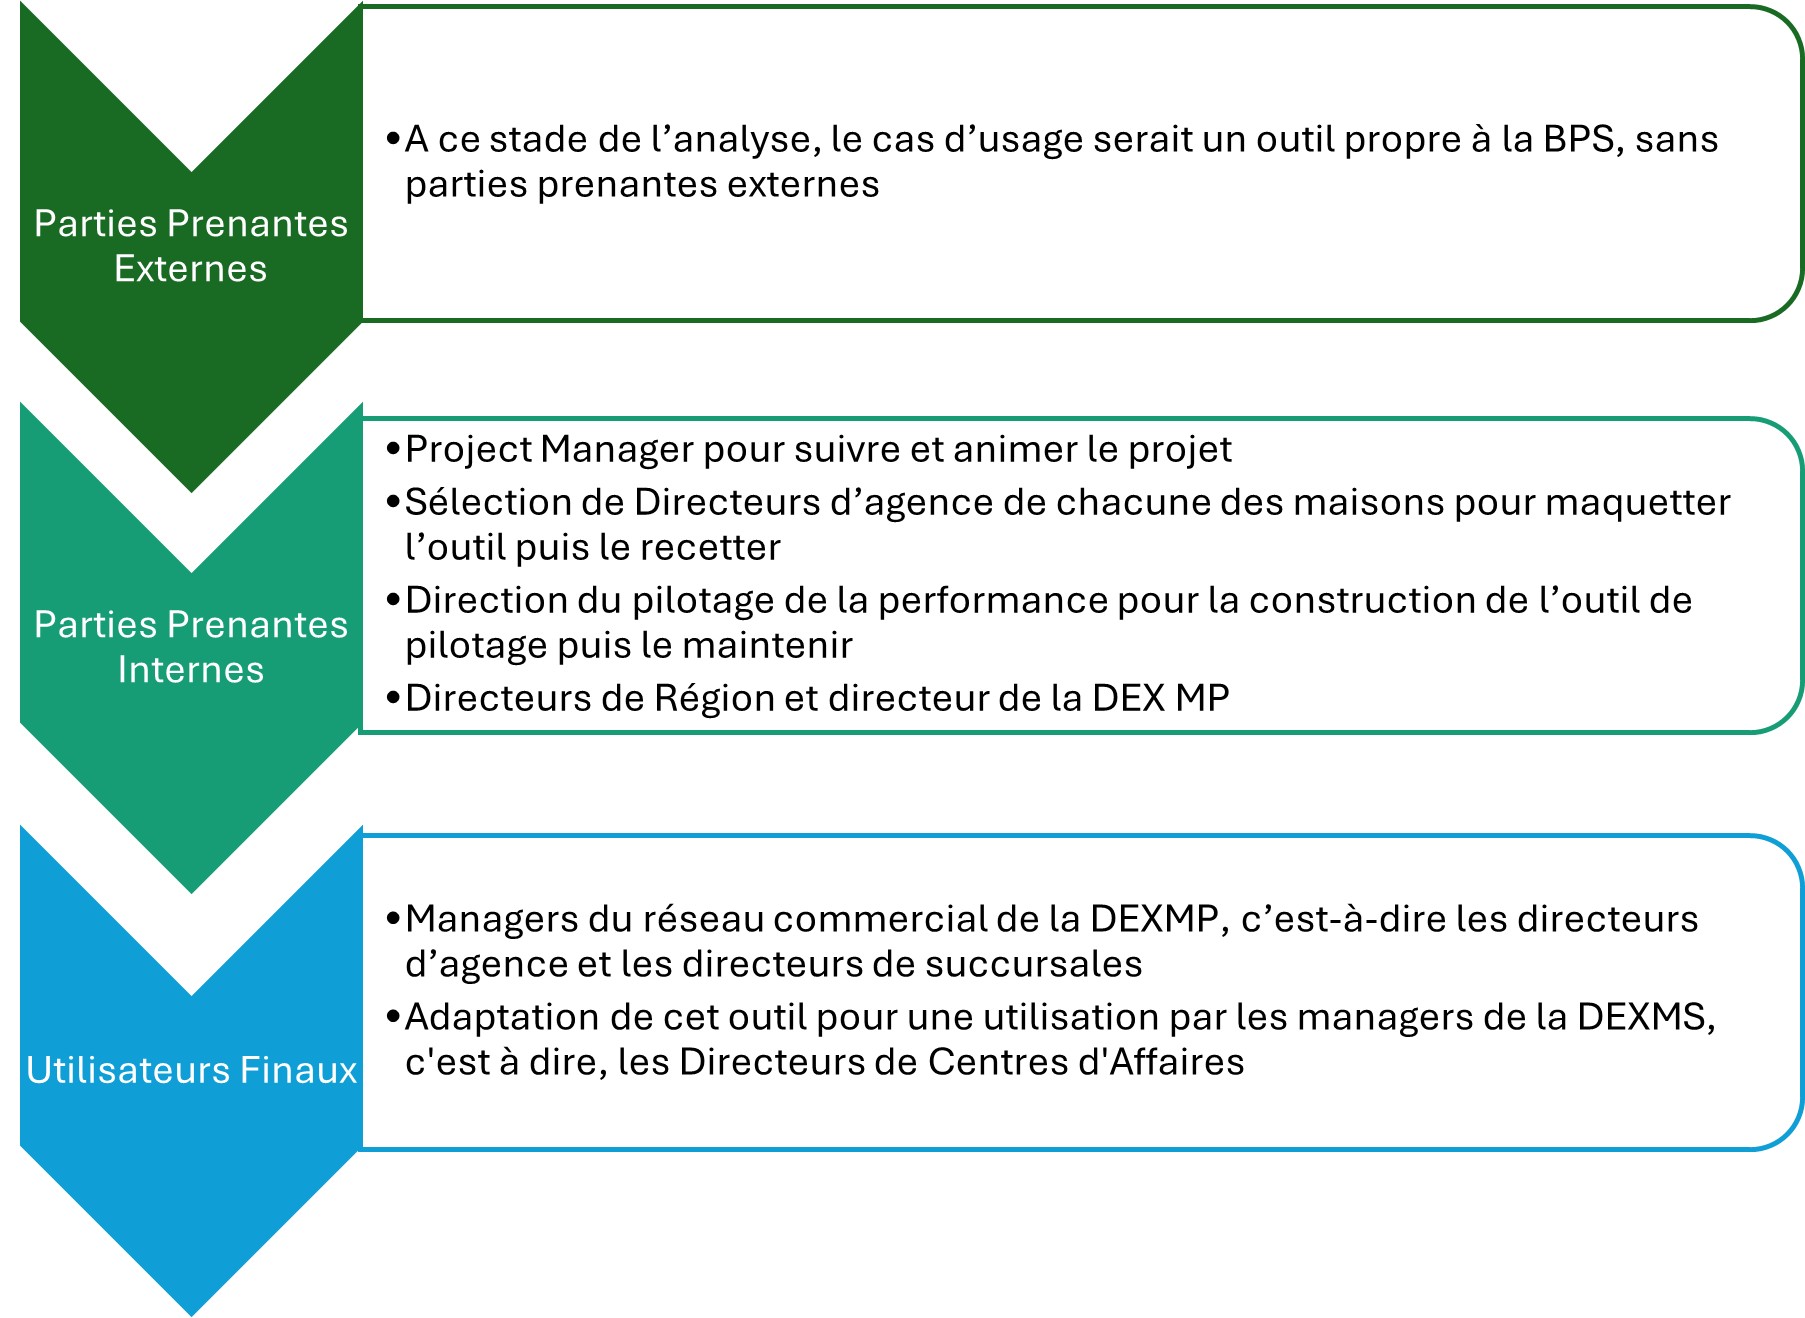 Parties Prenantes
Externes
•A ce stade de l’analyse, le cas d’usage serait un outil propre à la BPS, sans
parties prenantes externes
Parties Prenantes
Internes
•Project Manager pour suivre et animer le projet
•Sélection de Directeurs d’agence de chacune des maisons pour maquetter
l’outil puis le recetter
•Direction du pilotage de la performance pour la construction de l’outil de
pilotage puis le maintenir
•Directeurs de Région et directeur de la DEX MP
Utilisateurs Finaux
•Managers du réseau commercial de la DEXMP, c’est-à-dire les directeurs
d’agence et les directeurs de succursales
•Adaptation de cet outil pour une utilisation par les managers de la DEXMS,
c'est à dire, les Directeurs de Centres d'Affaires